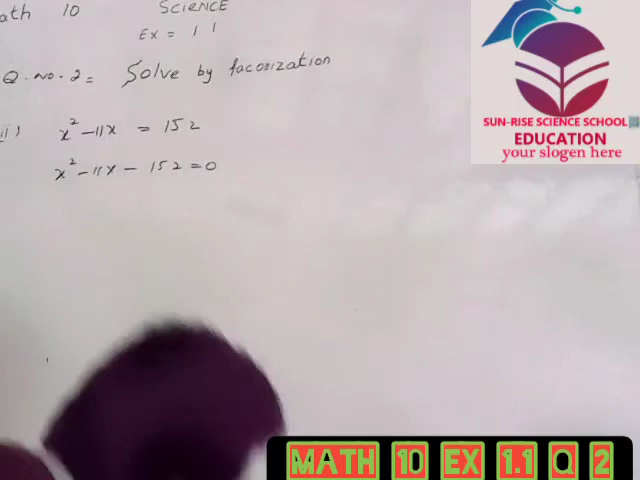 ath 10 SCIENCE
Ex = 1 1
Q. No. 2 = Solve by facorization
ii) x² - 11x = 152
x² - 11x - 152 = 0
SUN-RISE SCIENCE SCHOOL
EDUCATION
your slogen here
MATH 10 EX 1.1 Q 2